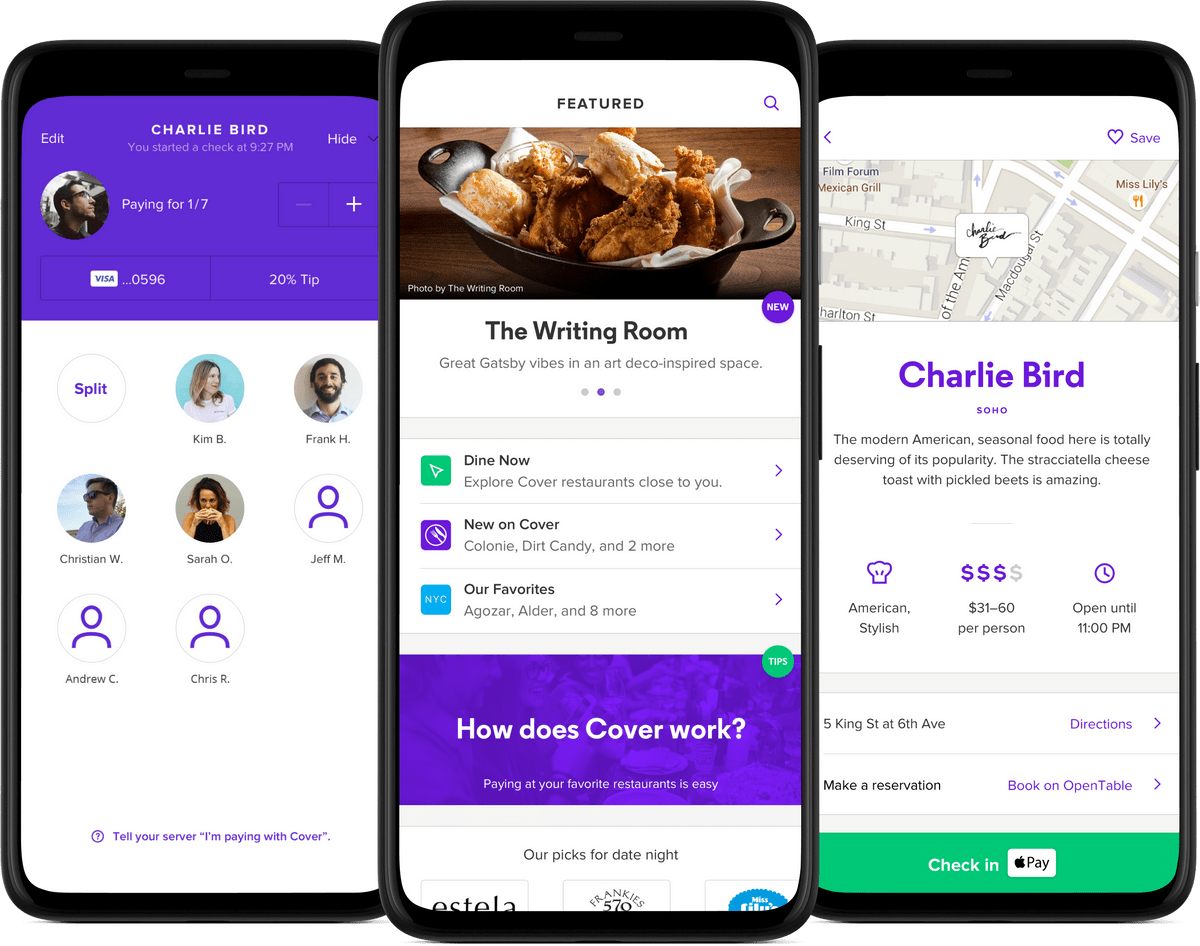 Edit
CHARLIE BIRD
You started a check at 9:27 PM
Hide
Paying for 1/7
VISA ...0596
20% Tip
Split
Kim B.
Frank H.
Christian W.
Sarah O.
Jeff M.
Andrew C.
Chris R.
Tell your server “I’m paying with Cover”.
FEATURED
Photo by The Writing Room
NEW
The Writing Room
Great Gatsby vibes in an art deco-inspired space.
Dine Now
Explore Cover restaurants close to you.
New on Cover
Colonie, Dirt Candy, and 2 more
NYC
Our Favorites
Agozar, Alder, and 8 more
TIPS
How does Cover work?
Paying at your favorite restaurants is easy
Our picks for date night
estela
FRANKIES
570
Miss
Lily's
Save
Film Forum
Mexican Grill
Miss Lily's
King St
charlie
Bird
Macdougal St
of the Am
harlton St
Charlie Bird
SOHO
The modern American, seasonal food here is totally
deserving of its popularity. The stracciatella cheese
toast with pickled beets is amazing.
$$$$
American,
Stylish
$31–60
per person
Open until
11:00 PM
5 King St at 6th Ave
Directions
Make a reservation
Book on OpenTable
Check in
Pay